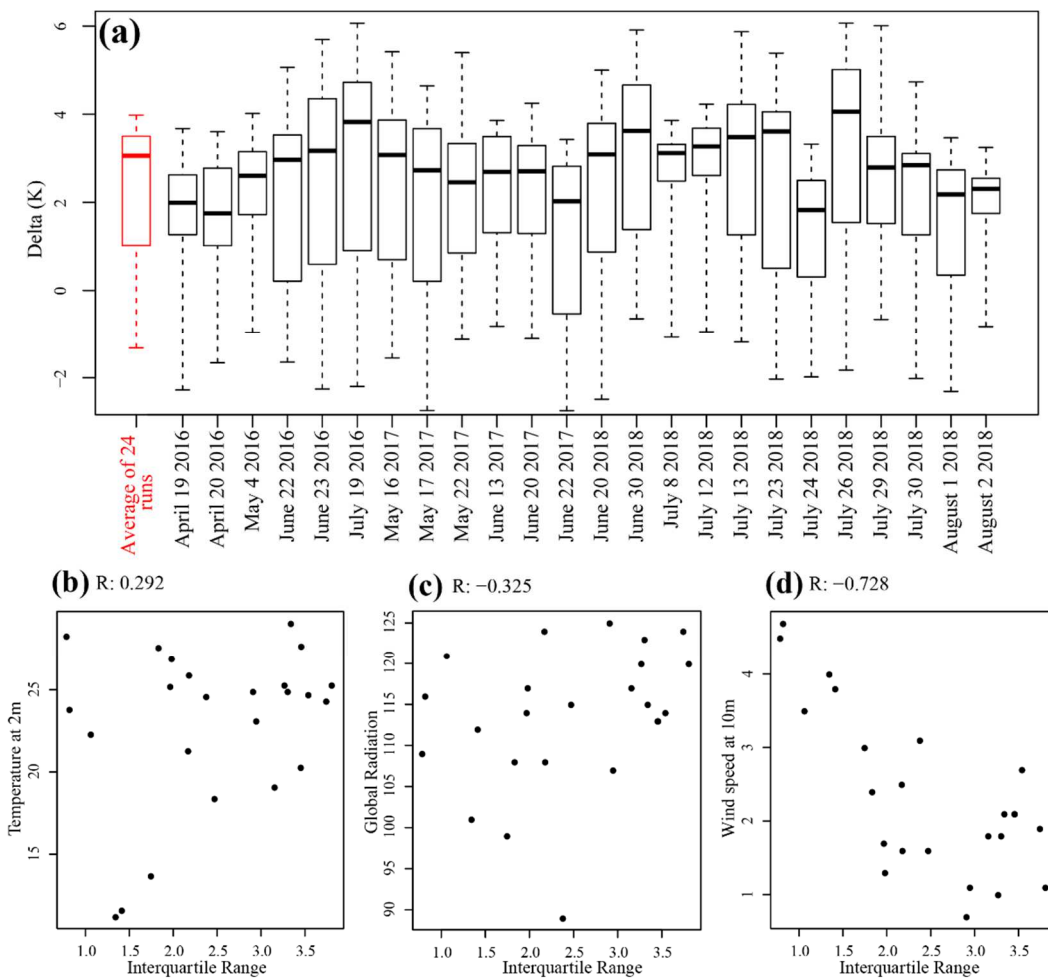 (a)
Delta (K)
6
4
2
0
−2
Average of 24
runs
April 19 2016
April 20 2016
May 4 2016
June 22 2016
June 23 2016
July 19 2016
May 16 2017
May 17 2017
May 22 2017
June 13 2017
June 20 2017
June 22 2017
June 20 2018
June 30 2018
July 8 2018
July 12 2018
July 13 2018
July 23 2018
July 24 2018
July 26 2018
July 29 2018
July 30 2018
August 1 2018
August 2 2018
(b) R: 0.292
Temperature at 2m
25
20
15
1.0 1.5 2.0 2.5 3.0 3.5
Interquartile Range
(c) R: −0.325
Global Radiation
125
120
115
110
105
100
95
90
1.0 1.5 2.0 2.5 3.0 3.5
Interquartile Range
(d) R: −0.728
Wind speed at 10m
4
3
2
1
1.0 1.5 2.0 2.5 3.0 3.5
Interquartile Range